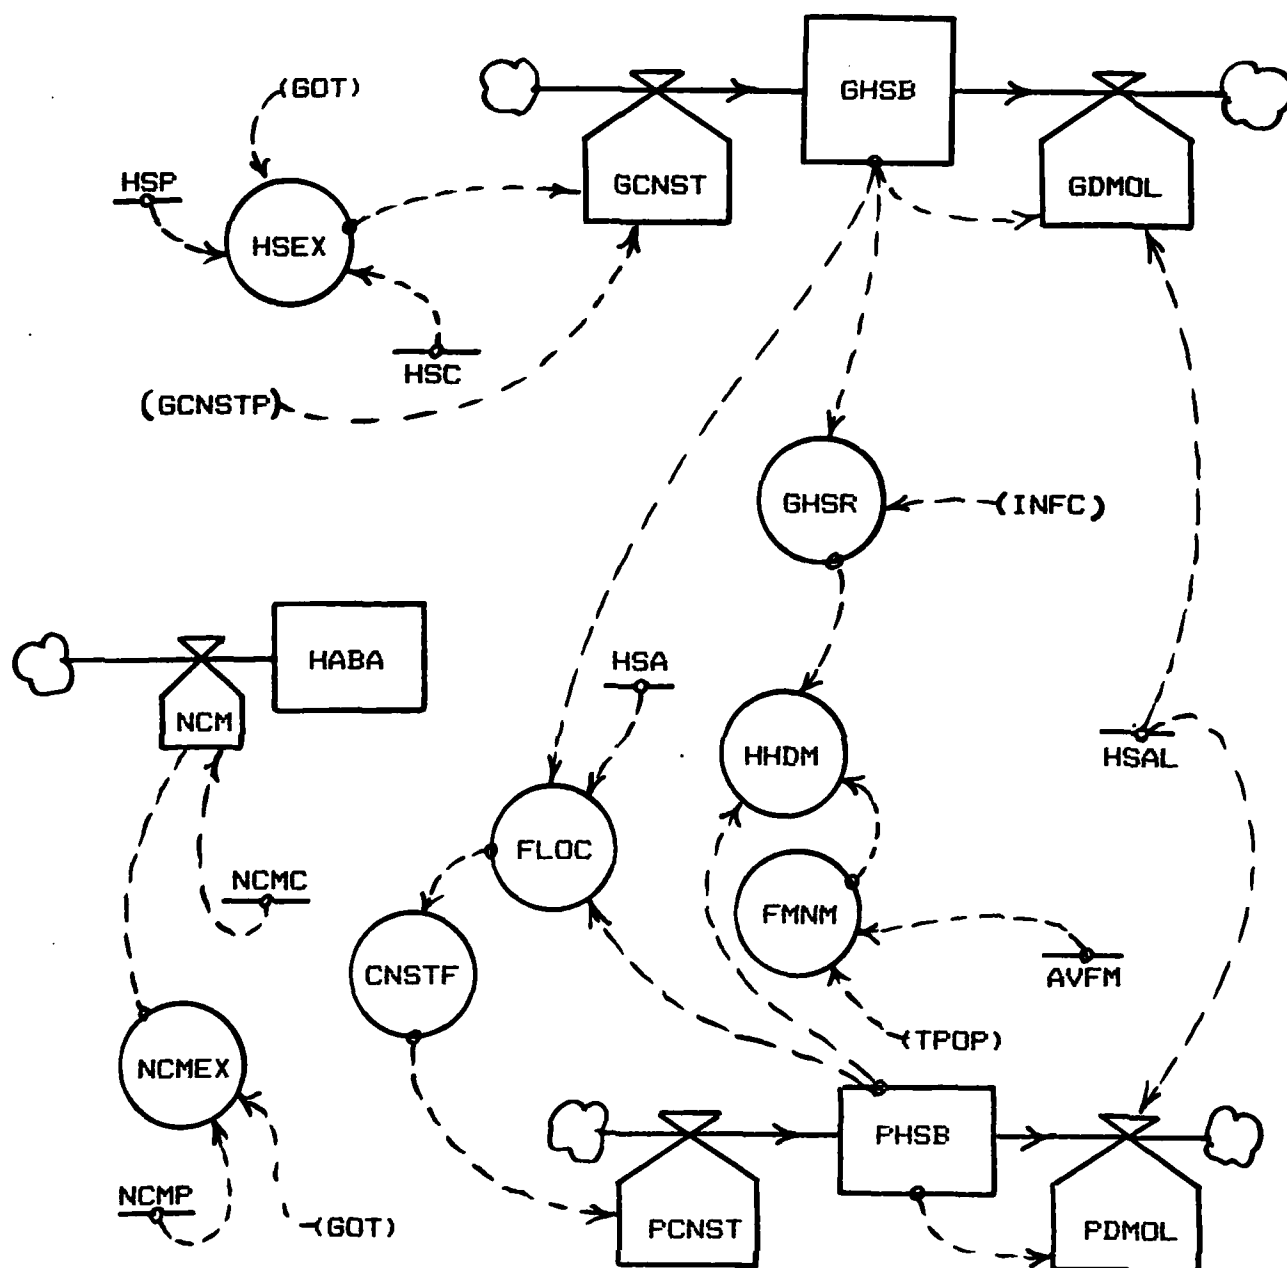 (GOT)
GHSB
HSP
GCNST
GDMOL
HSEX
HSC
(GCNSTP)
GHSR
(INFC)
HABA
HSA
NCM
HHDM
HSAL
FLOC
NCMC
FMNM
CNSTF
AVFM
(TPOP)
NCMEX
PHSB
NCMP
(GOT)
PCNST
PDMOL